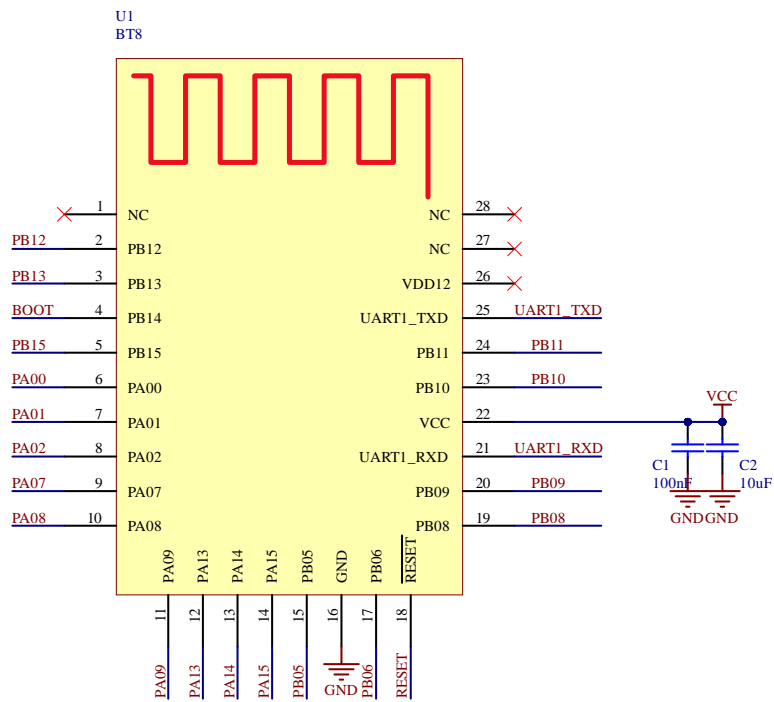 U1
BT8
1 NC NC 28
NC 27
PB12 2 PB12
VDD12 26
PB13 3 PB13
BOOT 4 PB14 UART1_TXD 25 UART1_TXD
PB15 5 PB15 PB11 24 PB11
PA00 6 PA00 PB10 23 PB10
VCC
PA01 7 PA01 VCC 22
PA02 8 PA02 UART1_RXD 21 UART1_RXD
C1 C2
100nF 10uF
PA07 9 PA07 PB09 20 PB09
PA08 10 PA08 PB08 19 PB08
GND GND
PA09 PA13 PA14 PA15 PB05 GND PB06 RESET
11 12 13 14 15 16 17 18
PA09 PA13 PA14 PA15 PB05 GND PB06 RESET